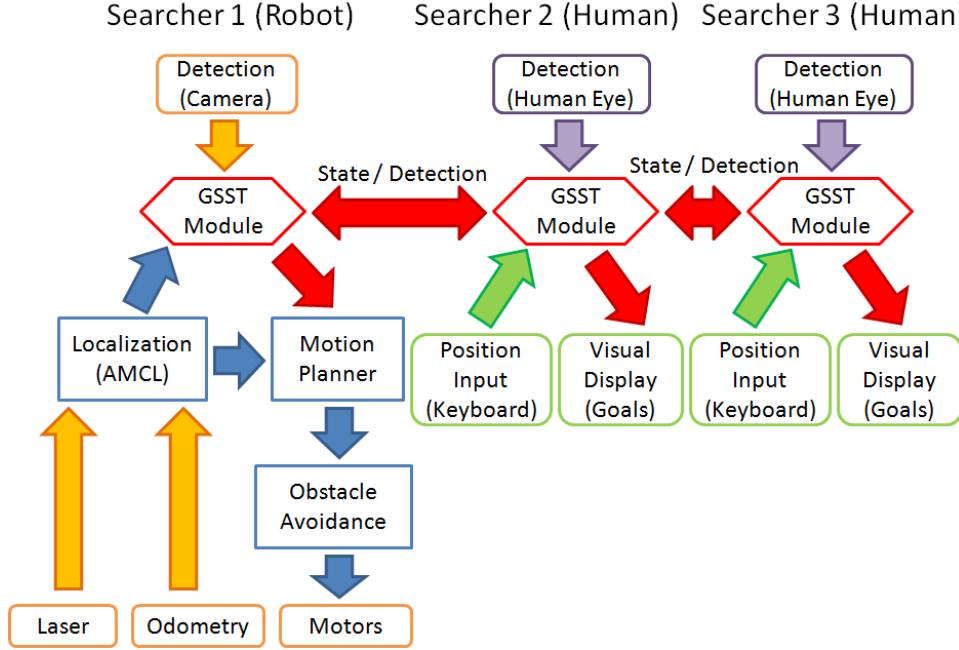 Searcher 1 (Robot)
Searcher 2 (Human)
Searcher 3 (Human)
Detection
(Camera)
Detection
(Human Eye)
Detection
(Human Eye)
State / Detection
State / Detection
GSST
Module
GSST
Module
GSST
Module
Localization
(AMCL)
Motion
Planner
Position
Input
(Keyboard)
Visual
Display
(Goals)
Position
Input
(Keyboard)
Visual
Display
(Goals)
Obstacle
Avoidance
Laser
Odometry
Motors